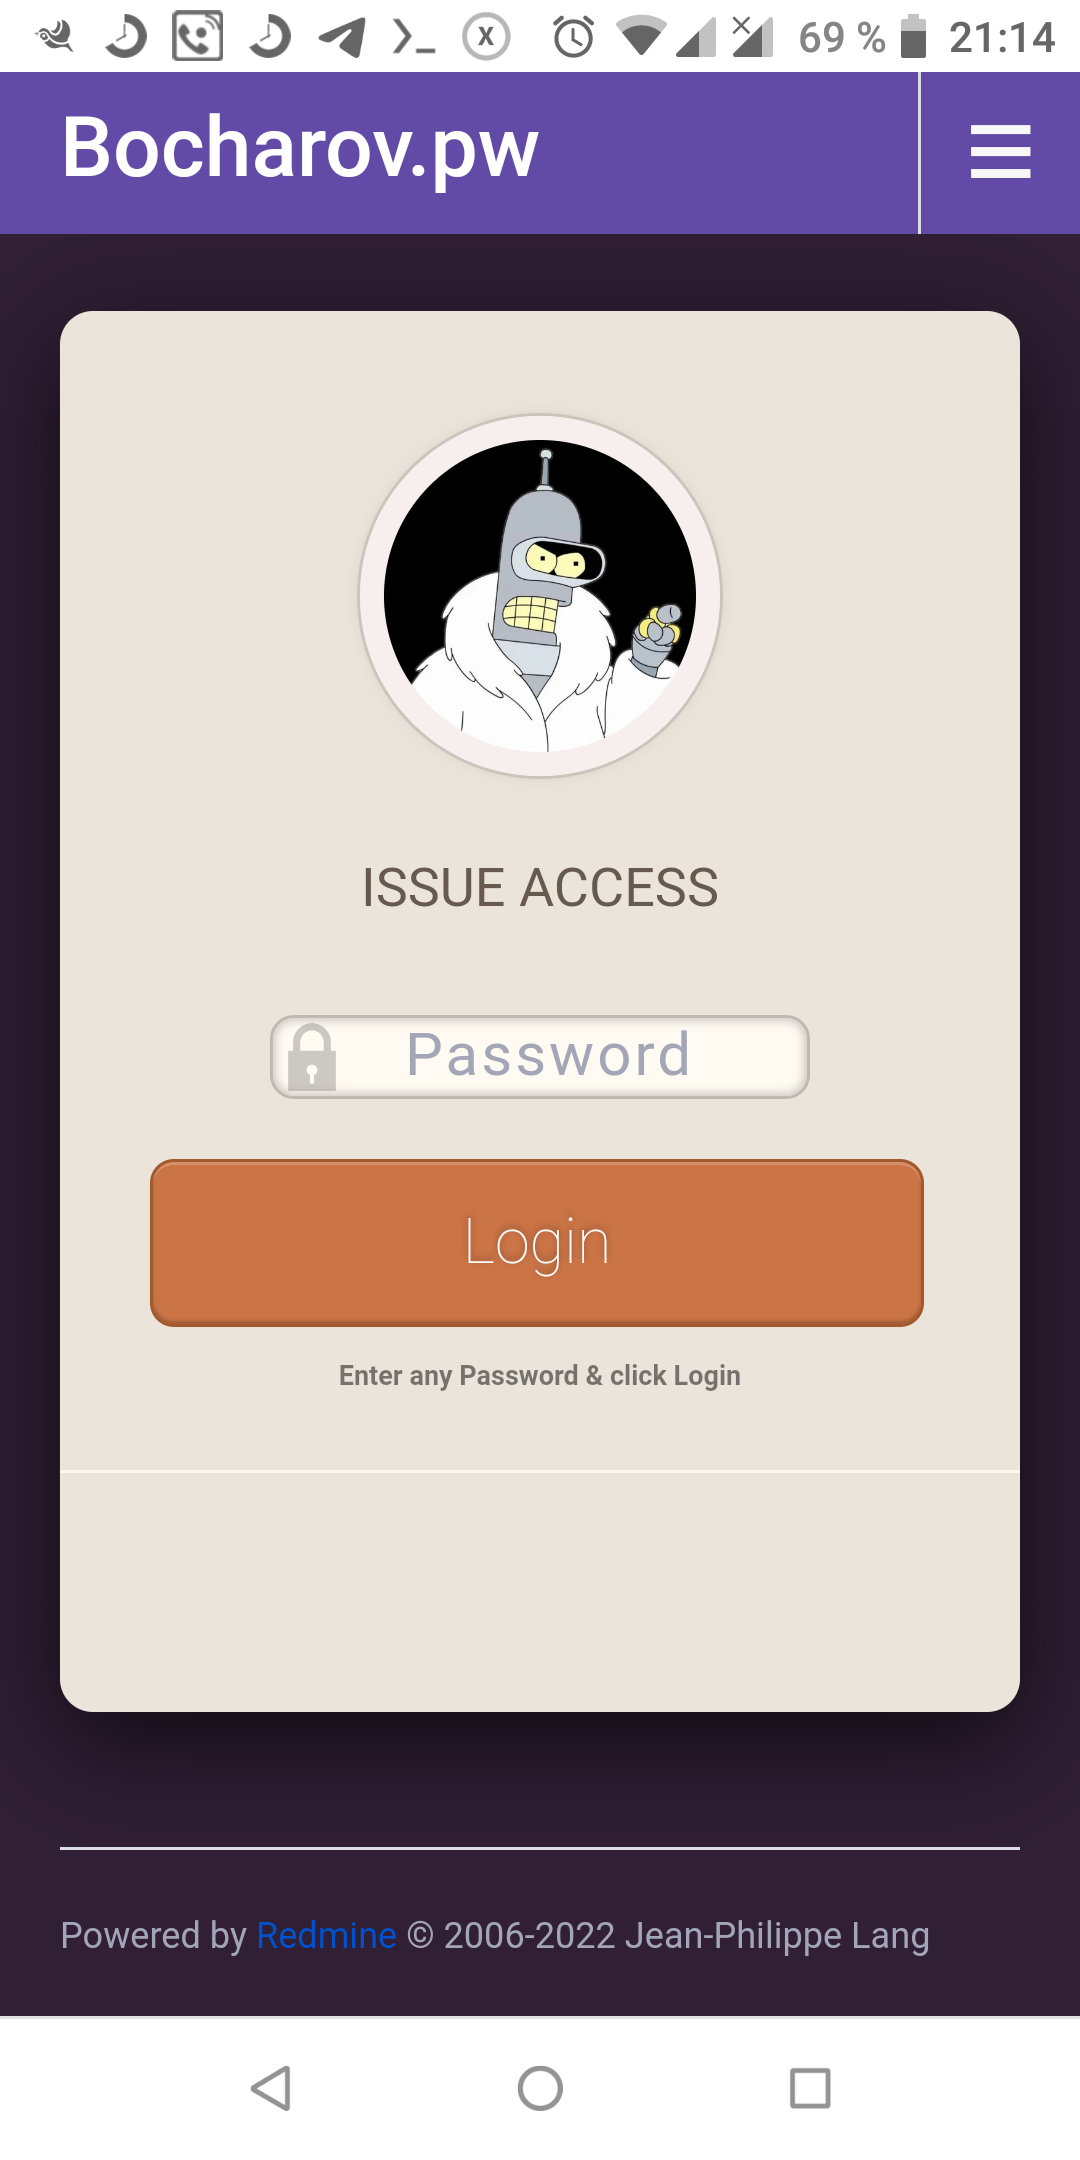 69 % 21:14
Bocharov.pw
ISSUE ACCESS
Password
Login
Enter any Password & click Login
Powered by Redmine © 2006-2022 Jean-Philippe Lang